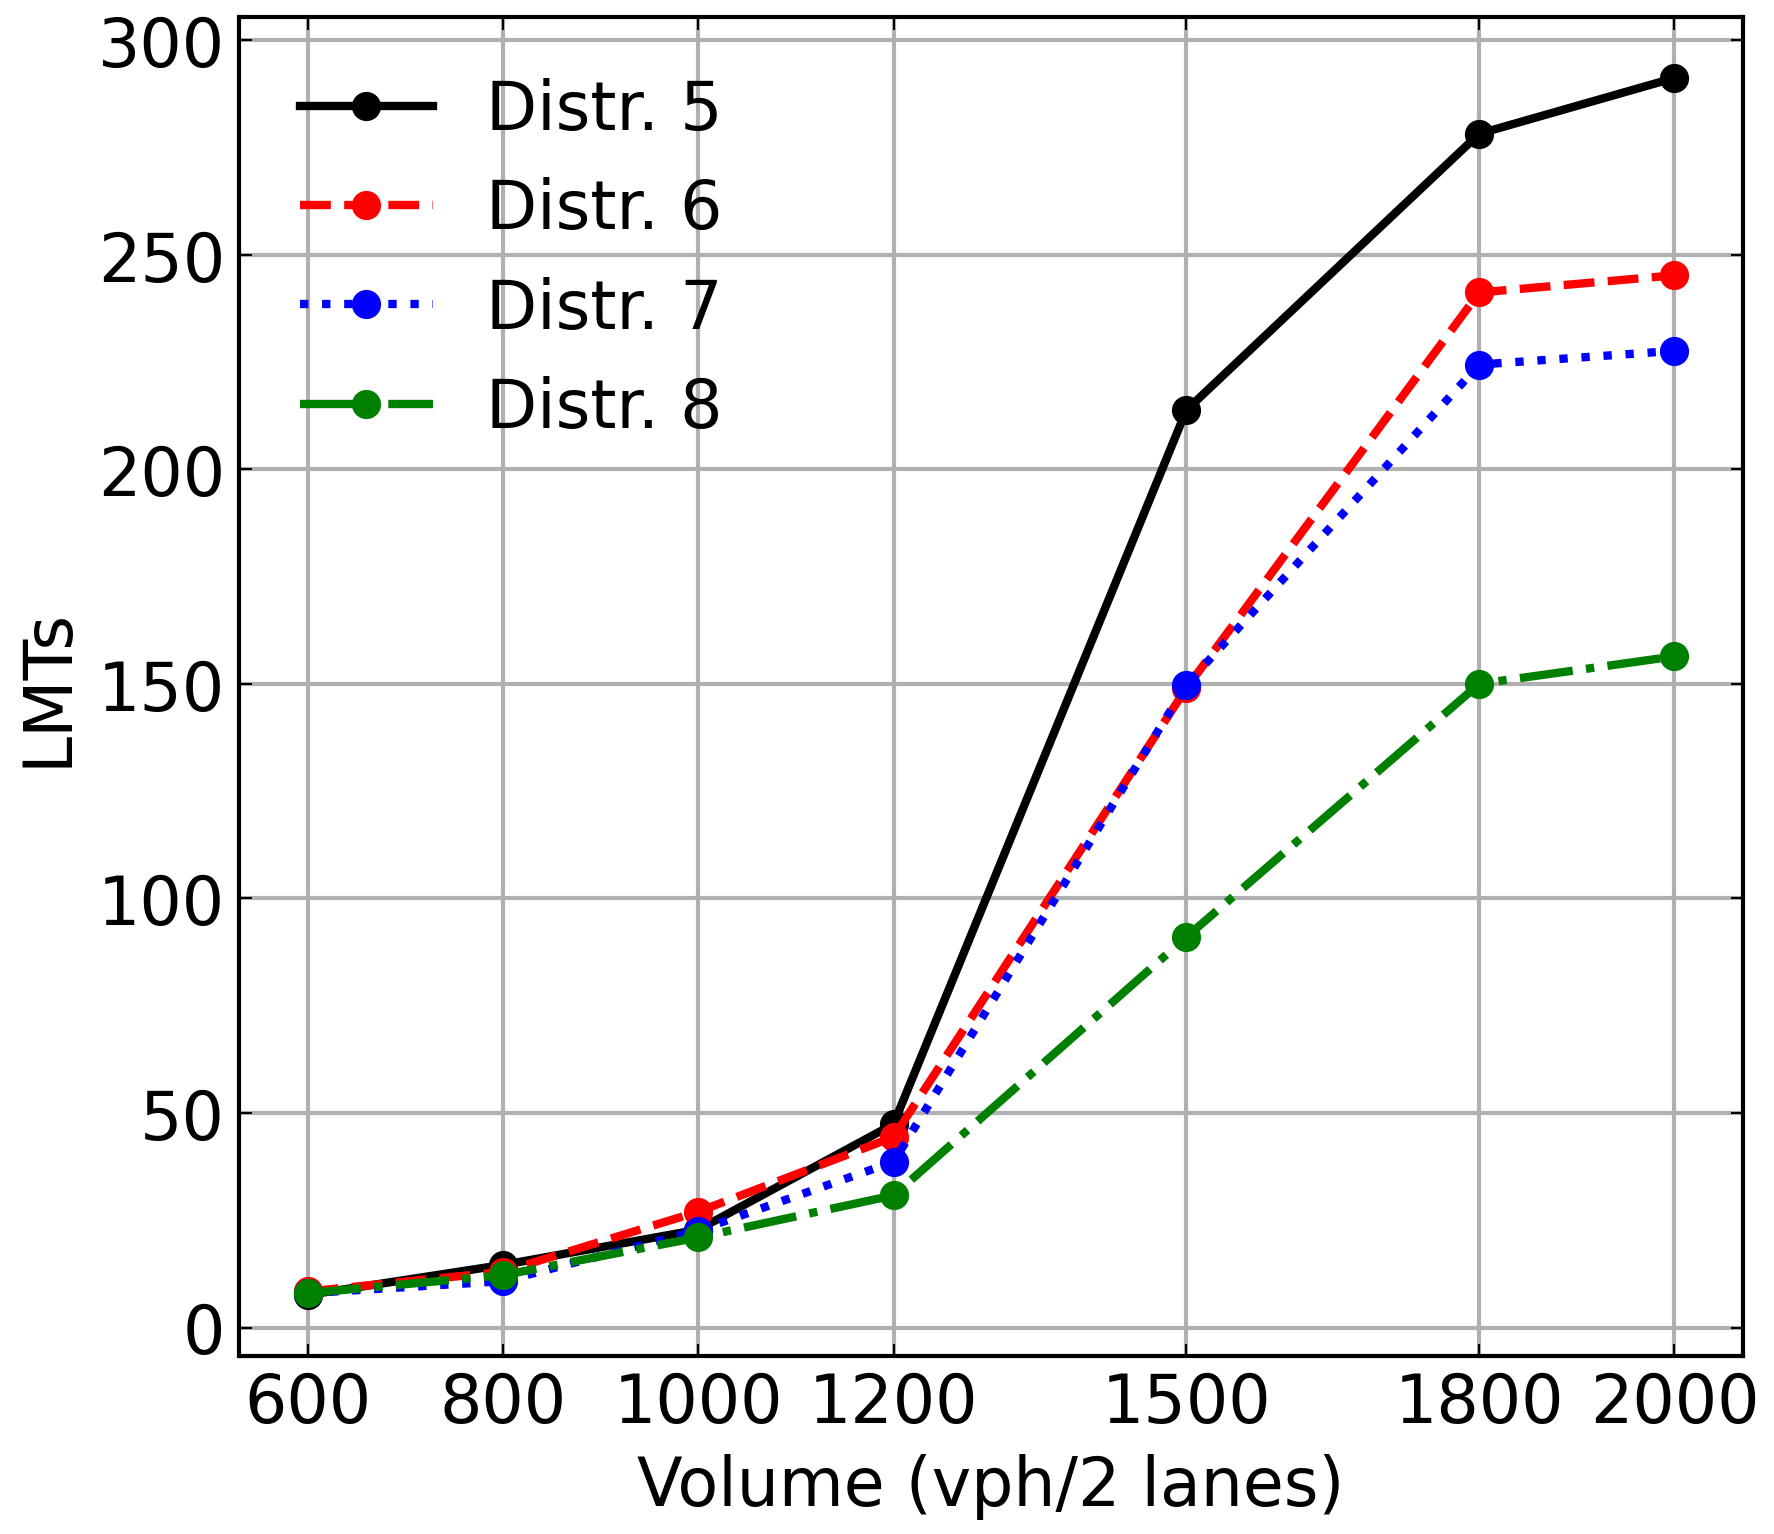 300
250
200
150
100
50
0
LMTs
Distr. 5
Distr. 6
Distr. 7
Distr. 8
600 800 1000 1200 1500 1800 2000
Volume (vph/2 lanes)